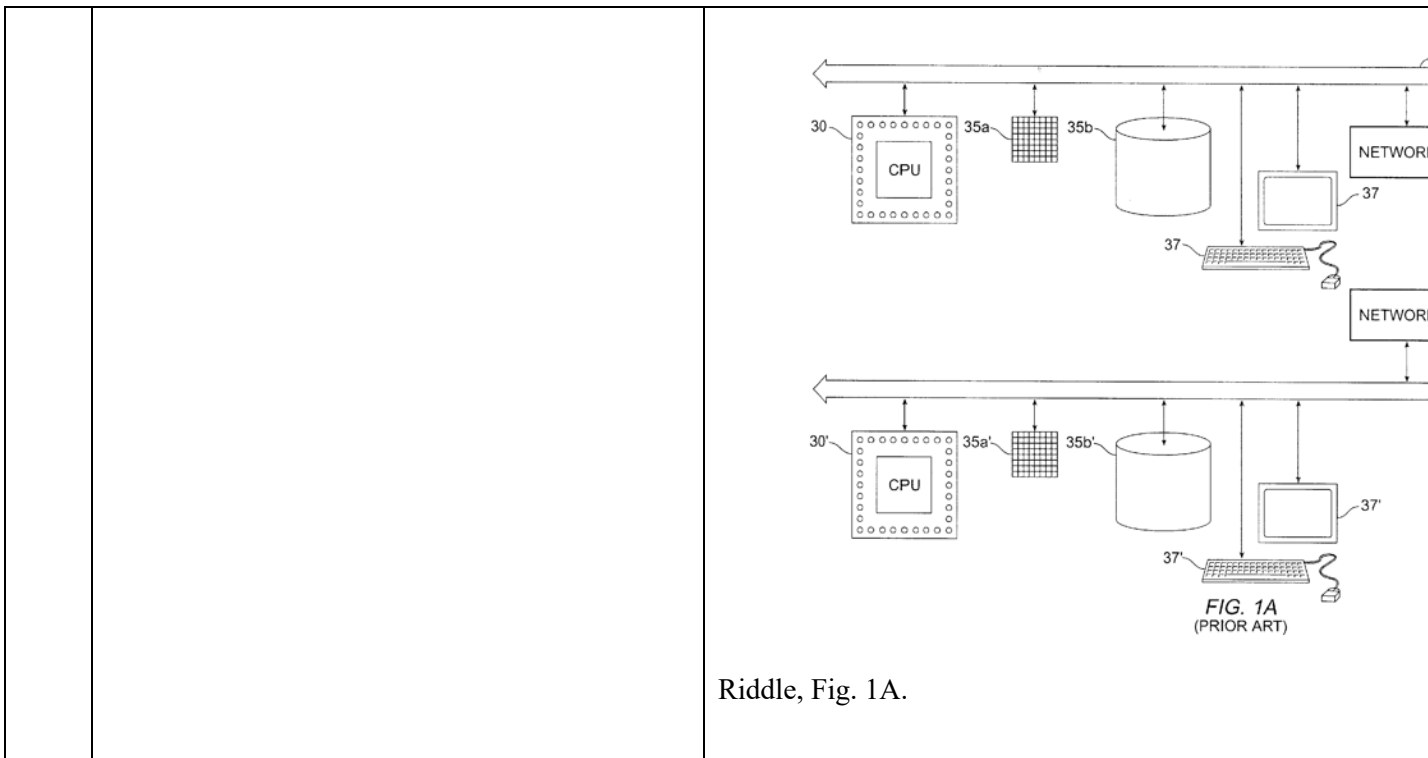 30
CPU
35a
35b
37
37
NETWORK
NETWORK
30'
CPU
35a'
35b'
37'
37'
FIG. 1A
(PRIOR ART)
Riddle, Fig. 1A.